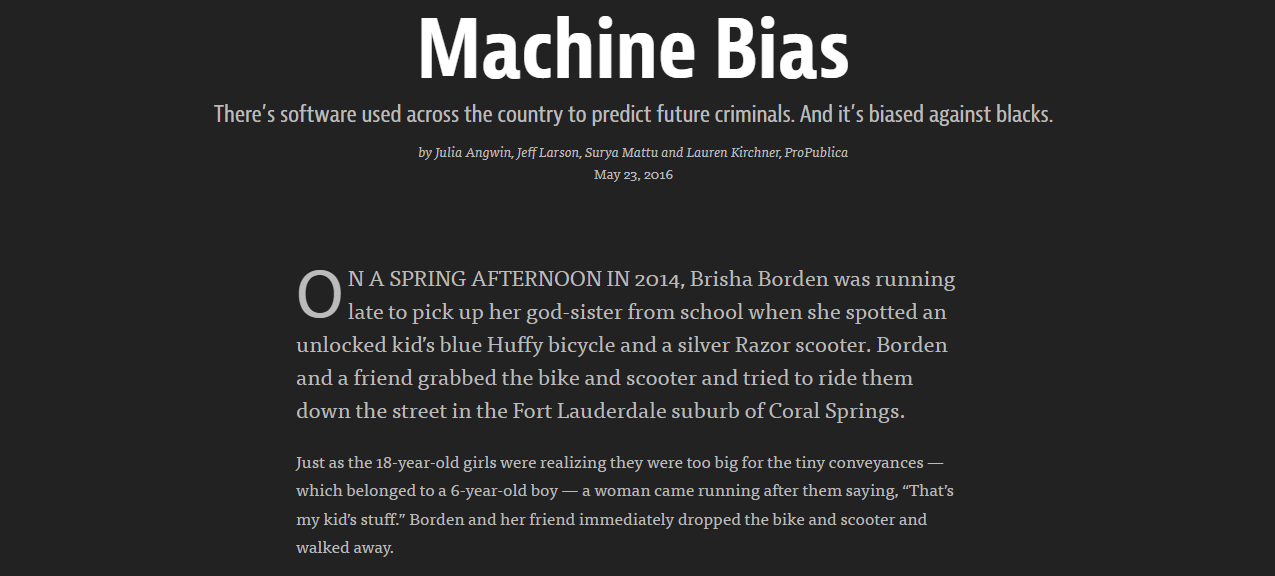 Machine Bias
There's software used across the country to predict future criminals. And it's biased against blacks.
by Julia Angwin, Jeff Larson, Surya Mattu and Lauren Kirchner, ProPublica
May 23, 2016
ON A SPRING AFTERNOON IN 2014, Brisha Borden was running
late to pick up her god-sister from school when she spotted an
unlocked kid’s blue Huffy bicycle and a silver Razor scooter. Borden
and a friend grabbed the bike and scooter and tried to ride them
down the street in the Fort Lauderdale suburb of Coral Springs.
Just as the 18-year-old girls were realizing they were too big for the tiny conveyances —
which belonged to a 6-year-old boy — a woman came running after them saying, “That’s
my kid’s stuff.” Borden and her friend immediately dropped the bike and scooter and
walked away.